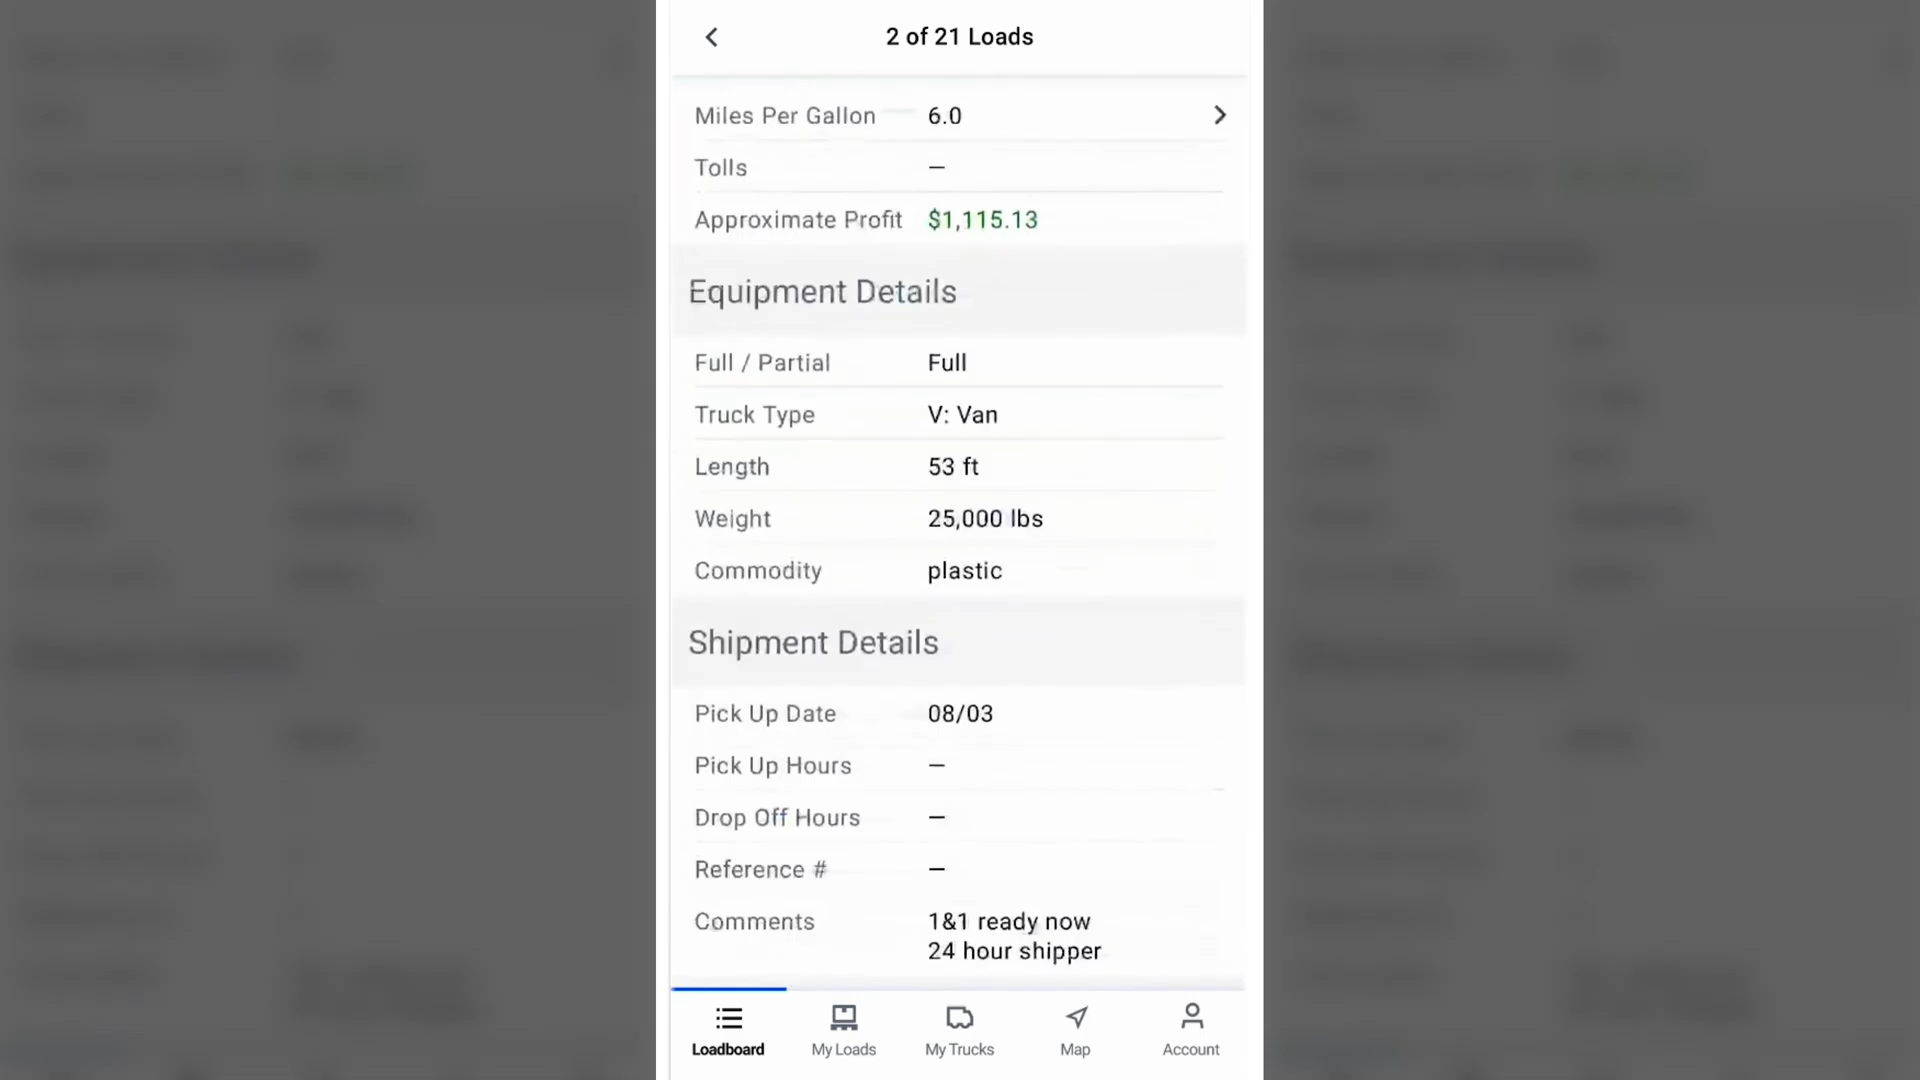 2 of 21 Loads
Miles Per Gallon 6.0
Tolls —
Approximate Profit $1,115.13
Equipment Details
Full / Partial Full
Truck Type V: Van
Length 53 ft
Weight 25,000 lbs
Commodity plastic
Shipment Details
Pick Up Date 08/03
Pick Up Hours —
Drop Off Hours —
Reference # —
Comments 1&1 ready now
24 hour shipper
Loadboard My Loads My Trucks Map Account